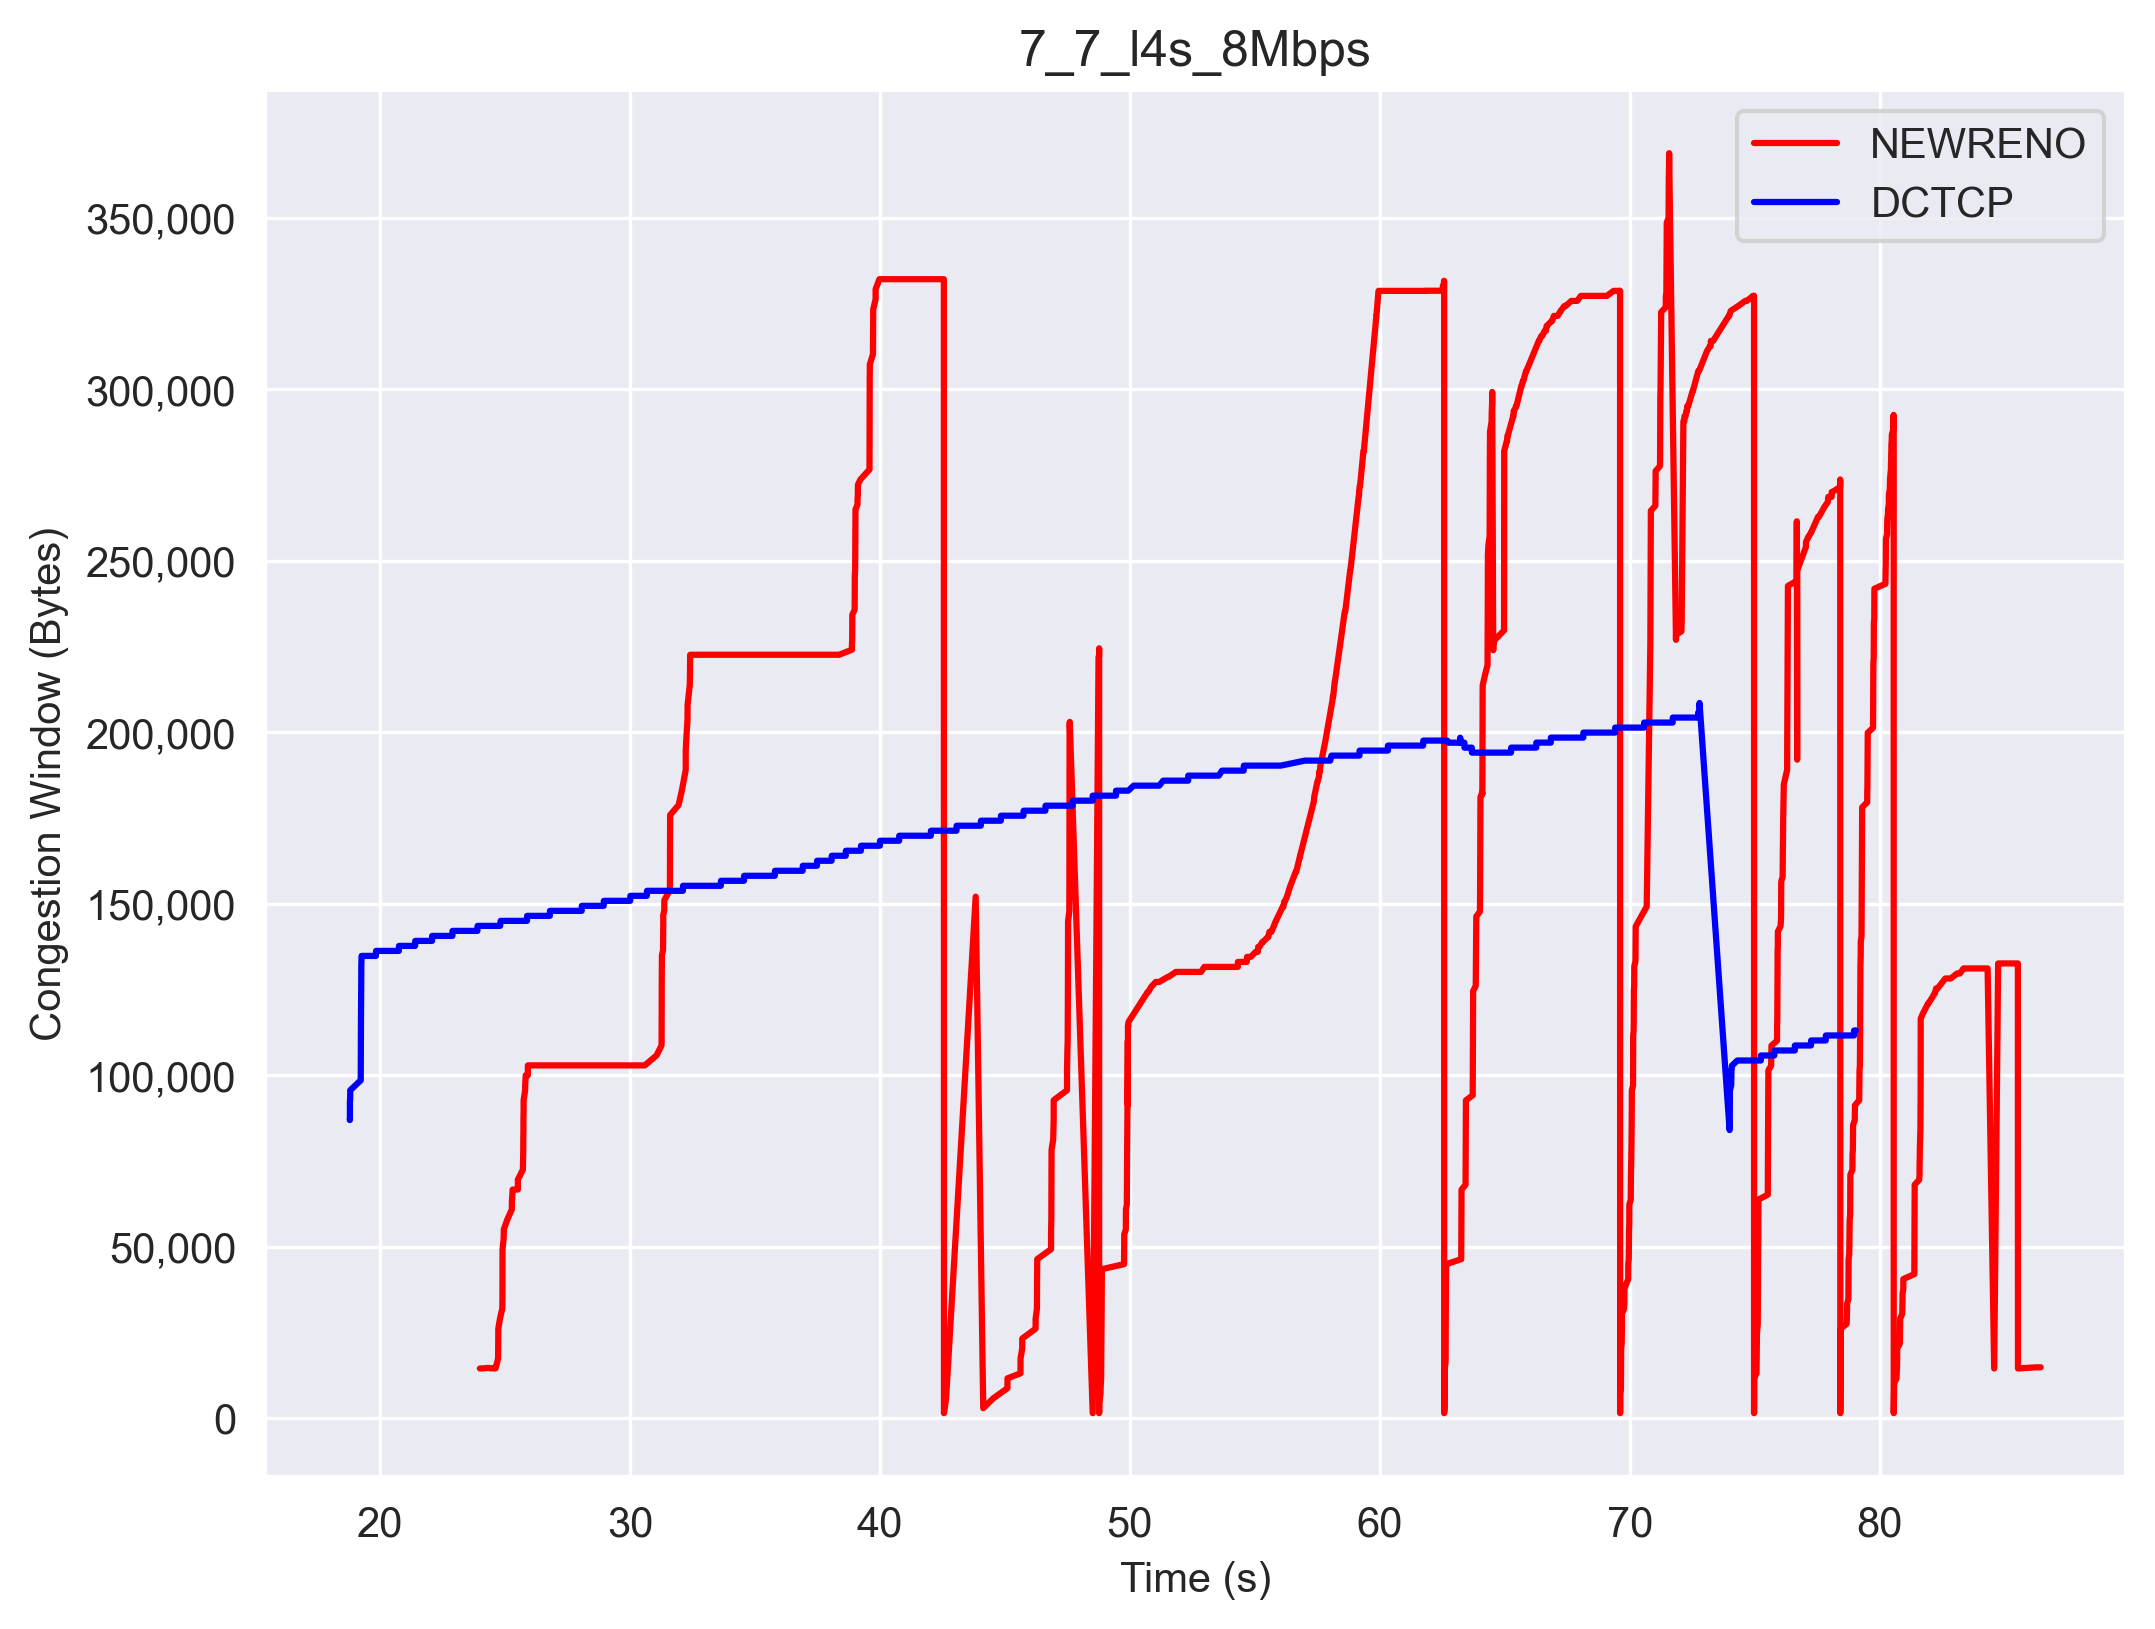 7_7_l4s_8Mbps
NEWRENO
DCTCP
Congestion Window (Bytes)
350,000
300,000
250,000
200,000
150,000
100,000
50,000
0
20 30 40 50 60 70 80
Time (s)